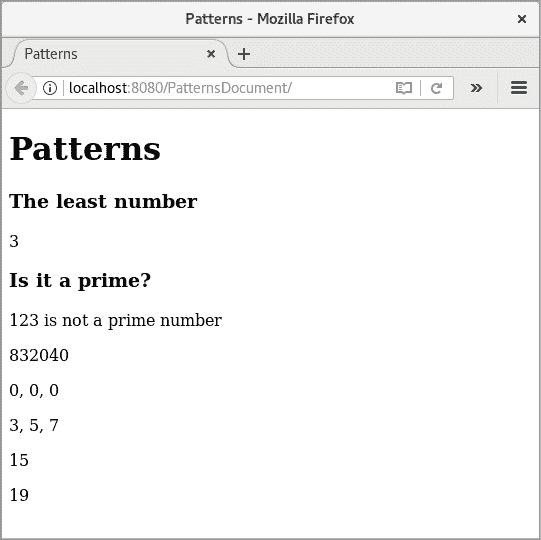 Patterns - Mozilla Firefox
Patterns
localhost:8080/PatternsDocument/
Patterns
The least number
3
Is it a prime?
123 is not a prime number
832040
0, 0, 0
3, 5, 7
15
19